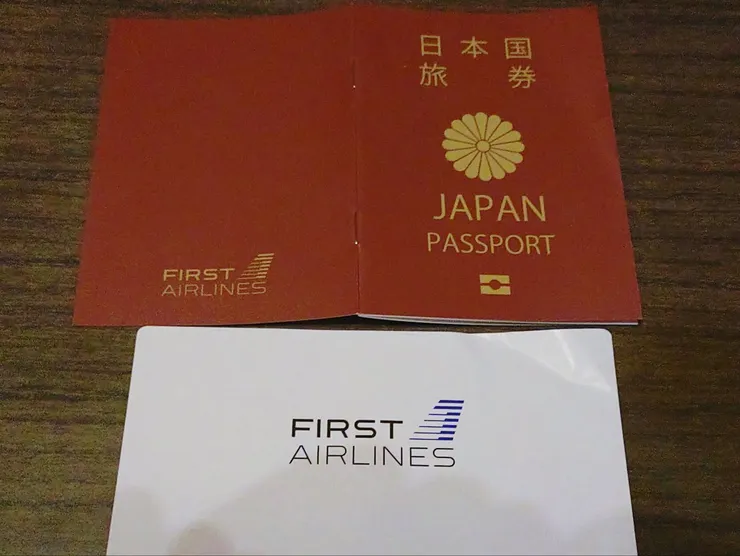 日本国
旅券
JAPAN
PASSPORT
FIRST
AIRLINES
FIRST
AIRLINES